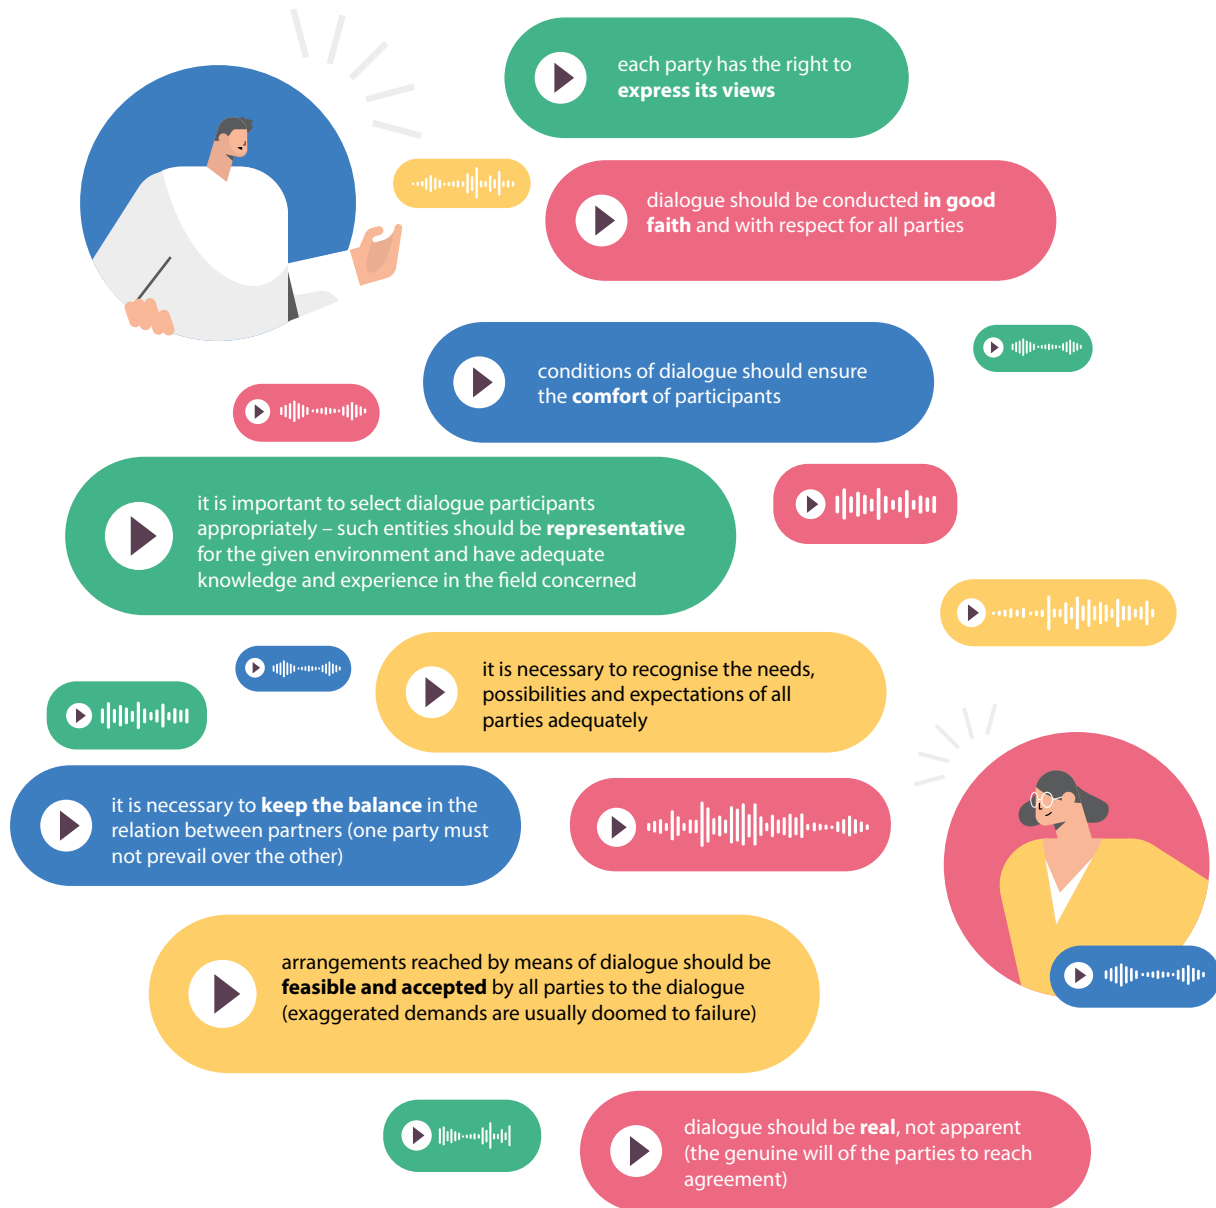 each party has the right to
express its views
dialogue should be conducted in good
faith and with respect for all parties
conditions of dialogue should ensure
the comfort of participants
it is important to select dialogue participants
appropriately – such entities should be representative
for the given environment and have adequate
knowledge and experience in the field concerned
it is necessary to recognise the needs,
possibilities and expectations of all
parties adequately
it is necessary to keep the balance in the
relation between partners (one party must
not prevail over the other)
arrangements reached by means of dialogue should be
feasible and accepted by all parties to the dialogue
(exaggerated demands are usually doomed to failure)
dialogue should be real, not apparent
(the genuine will of the parties to reach
agreement)